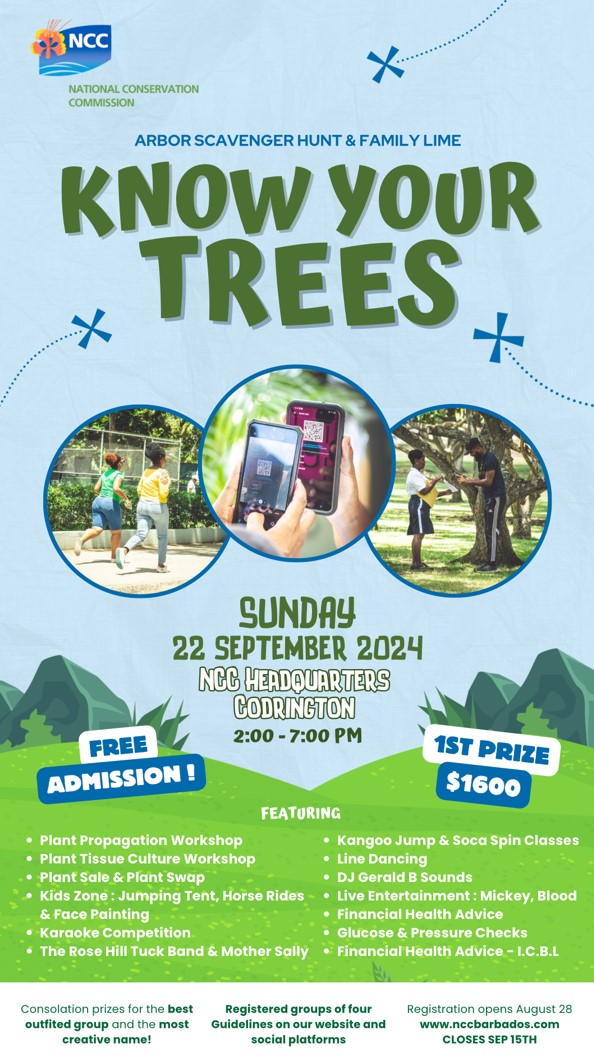 NCC
NATIONAL CONSERVATION
COMMISSION
ARBOR SCAVENGER HUNT & FAMILY LIME
KNOW YOUR
TREES
SUNDAY
22 SEPTEMBER 2024
NCC HEADQUARTERS
CODRINGTON
2:00 - 7:00 PM
FREE
ADMISSION !
1ST PRIZE
$1600
FEATURING
• Plant Propagation Workshop
• Plant Tissue Culture Workshop
• Plant Sale & Plant Swap
• Kids Zone : Jumping Tent, Horse Rides
& Face Painting
• Karaoke Competition
• The Rose Hill Tuck Band & Mother Sally
• Kangoo Jump & Soca Spin Classes
• Line Dancing
• DJ Gerald B Sounds
• Live Entertainment : Mickey, Blood
• Financial Health Advice
• Glucose & Pressure Checks
• Financial Health Advice - I.C.B.L
Consolation prizes for the best
outfited group and the most
creative name!
Registered groups of four
Guidelines on our website and
social platforms
Registration opens August 28
www.nccbarbados.com
CLOSES SEP 15TH